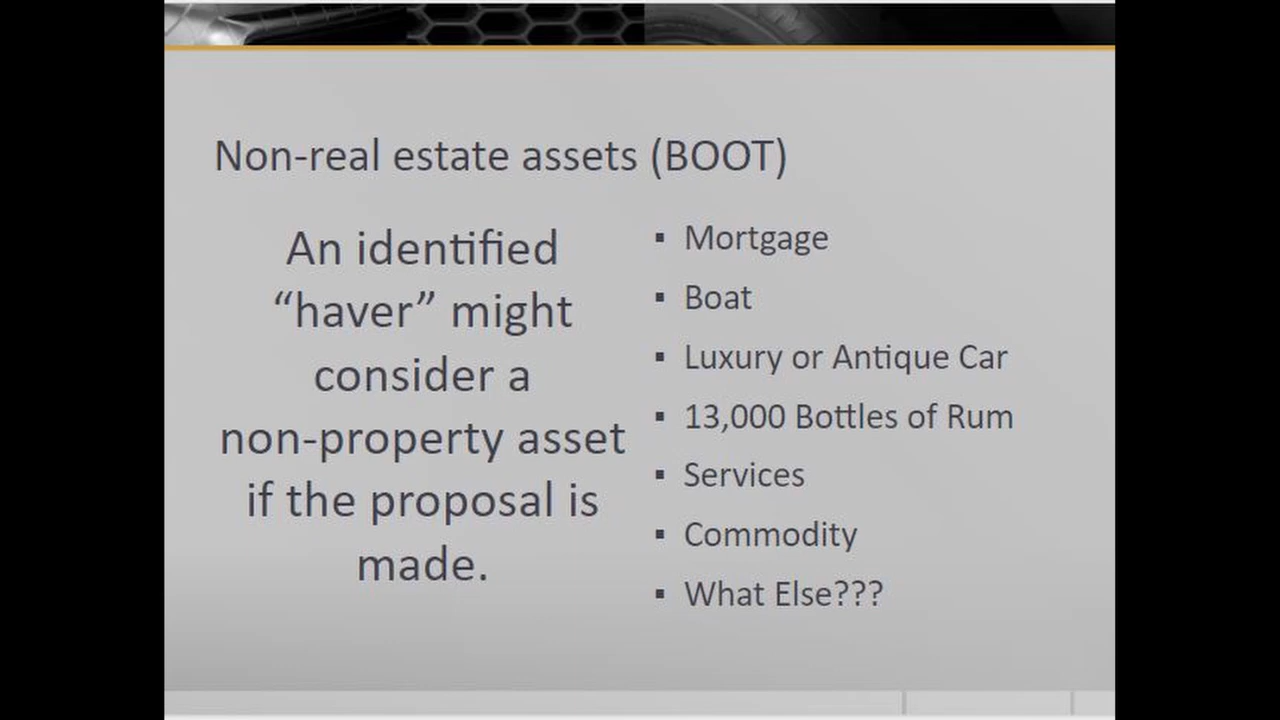 Non-real estate assets (BOOT)
An identified
“haver” might
consider a
non-property asset
if the proposal is
made.
▪ Mortgage
▪ Boat
▪ Luxury or Antique Car
▪ 13,000 Bottles of Rum
▪ Services
▪ Commodity
▪ What Else???